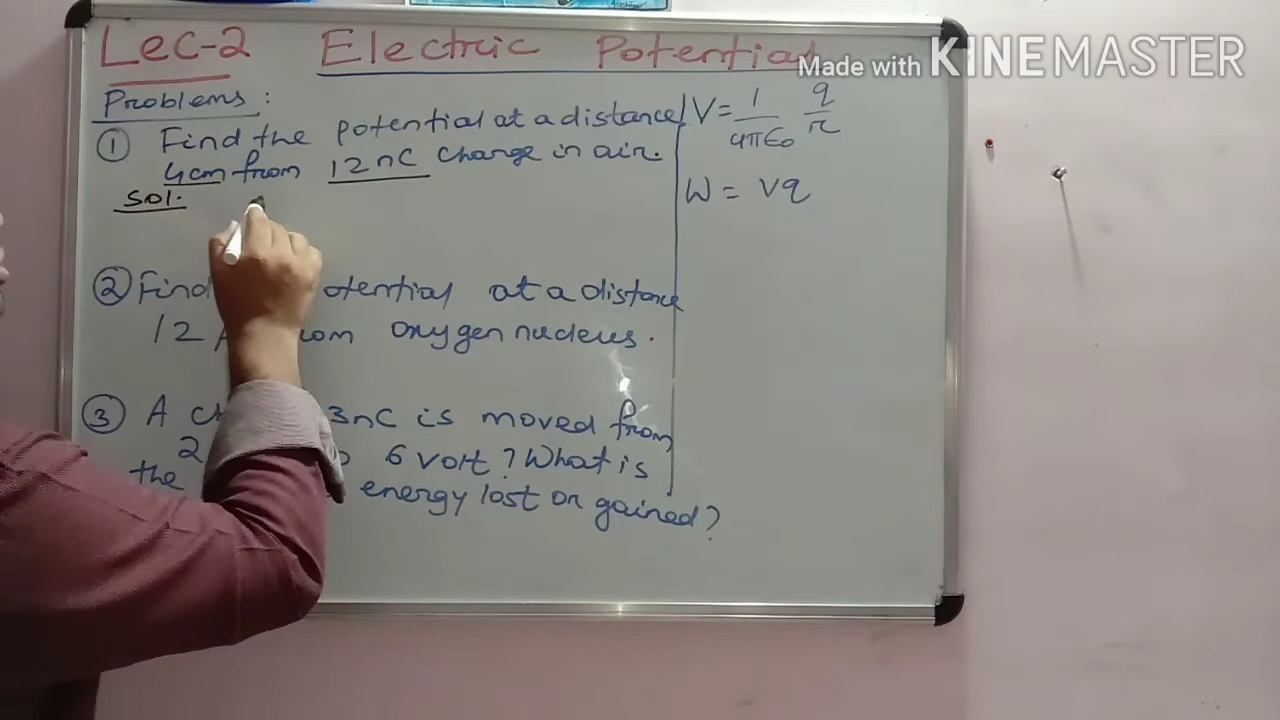 Lec-2 Electric Potential
Made with KINEMASTER
Problems:
① Find the potential at a distance
4cm from 12nC charge in air.
Sol.
② Find otential at a distance
12 from oxygen nucleus.
③ A 3nC is moved from
2 6 volt? What is
the energy lost or gained?
V = 1/4πε₀ q/r
W = Vq